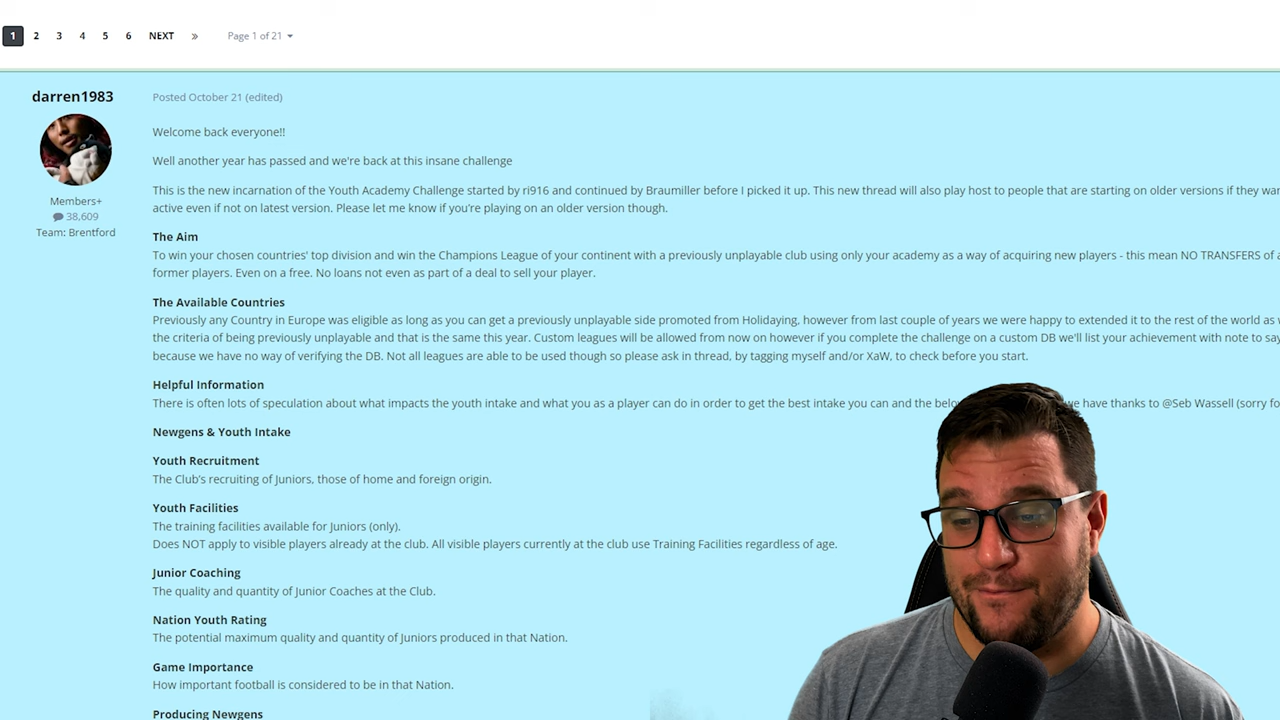 1 2 3 4 5 6 NEXT » Page 1 of 21
darren1983
Posted October 21 (edited)
Welcome back everyone!!
Well another year has passed and we're back at this insane challenge
Members+
38,609
Team: Brentford
This is the new incarnation of the Youth Academy Challenge started by ri916 and continued by Braumiller before I picked it up. This new thread will also play host to people that are starting on older versions if they
active even if not on latest version. Please let me know if you’re playing on an older version though.
The Aim
To win your chosen countries' top division and win the Champions League of your continent with a previously unplayable club using only your academy as a way of acquiring new players - this mean NO TRANSFERS of
former players. Even on a free. No loans not even as part of a deal to sell your player.
The Available Countries
Previously any Country in Europe was eligible as long as you can get a previously unplayable side promoted from Holidaying, however from last couple of years we were happy to extended it to the rest of the world as
the criteria of being previously unplayable and that is the same this year. Custom leagues will be allowed from now on however if you complete the challenge on a custom DB we'll list your achievement with note to say
because we have no way of verifying the DB. Not all leagues are able to be used though so please ask in thread, by tagging myself and/or XaW, to check before you start.
Helpful Information
There is often lots of speculation about what impacts the youth intake and what you as a player can do in order to get the best intake you can and the we have thanks to @Seb Wassell (sorry
Newgens & Youth Intake
Youth Recruitment
The Club’s recruiting of Juniors, those of home and foreign origin.
Youth Facilities
The training facilities available for Juniors (only).
Does NOT apply to visible players already at the club. All visible players currently at the club use Training Facilities regardless of age.
Junior Coaching
The quality and quantity of Junior Coaches at the Club.
Nation Youth Rating
The potential maximum quality and quantity of Juniors produced in that Nation.
Game Importance
How important football is considered to be in that Nation.
Producing Newgens